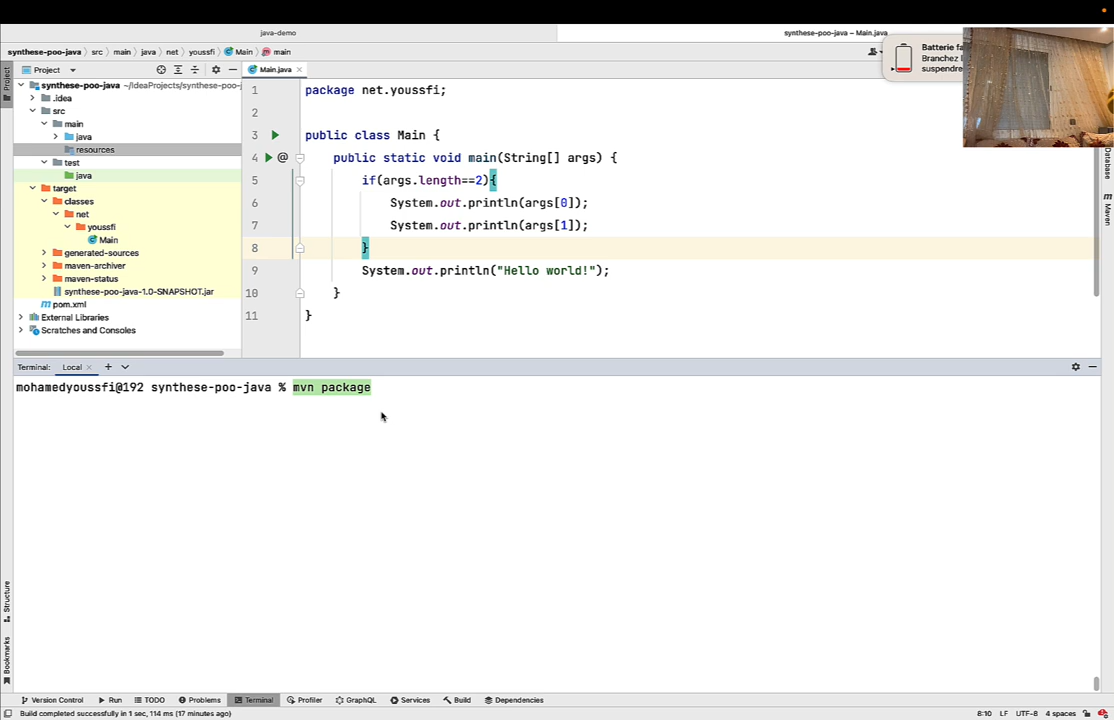 java-demo
synthese-poo-java – Main.java
synthese-poo-java
src
main
java
net
youssfi
Main
main
Batterie
Branchez
suspendre
Project
Main.java
Project
synthese-poo-java ~/IdeaProjects/synthese-poo-j
.idea
src
main
java
resources
test
java
target
classes
net
youssfi
Main
generated-sources
maven-archiver
maven-status
synthese-poo-java-1.0-SNAPSHOT.jar
pom.xml
External Libraries
Scratches and Consoles
1 package net.youssfi;
2
3 public class Main {
4 @ public static void main(String[] args) {
5 if(args.length==2){
6 System.out.println(args[0]);
7 System.out.println(args[1]);
8 }
9 System.out.println("Hello world!");
10 }
11 }
Database
Maven
Terminal: Local
mohamedyoussfi@192 synthese-poo-java % mvn package
Structure
Bookmarks
Version Control
Run
TODO
Problems
Terminal
Profiler
GraphQL
Services
Build
Dependencies
Build completed successfully in 1 sec, 114 ms (17 minutes ago)
8:10 LF UTF-8 4 spaces